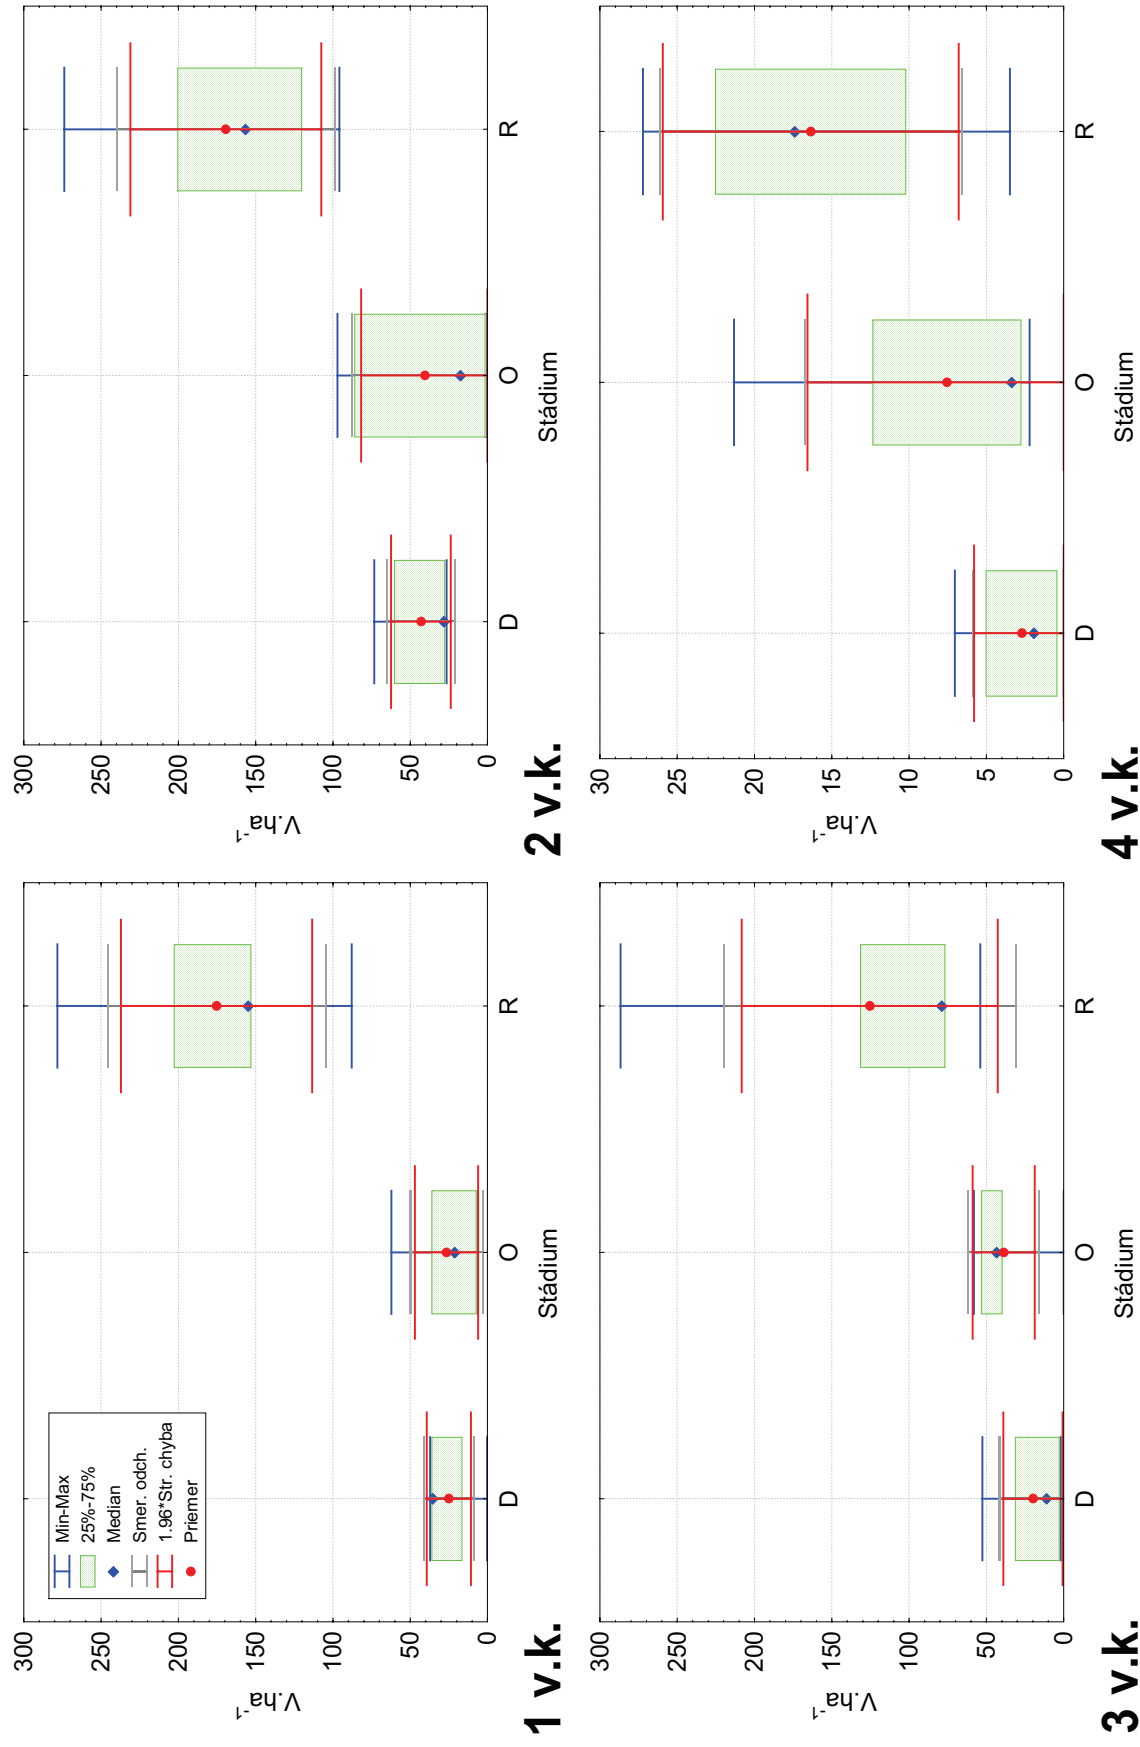 300
250
200
150
100
50
0
V.ha-1
Min-Max
25%-75%
Median
Smer. odch.
1.96*Str. chyba
Priemer
D
O
R
Stádium
1 v.k.
300
250
200
150
100
50
0
V.ha-1
D
O
R
Stádium
2 v.k.
300
250
200
150
100
50
0
V.ha-1
D
O
R
Stádium
3 v.k.
30
25
20
15
10
5
0
V.ha-1
D
O
R
Stádium
4 v.k.